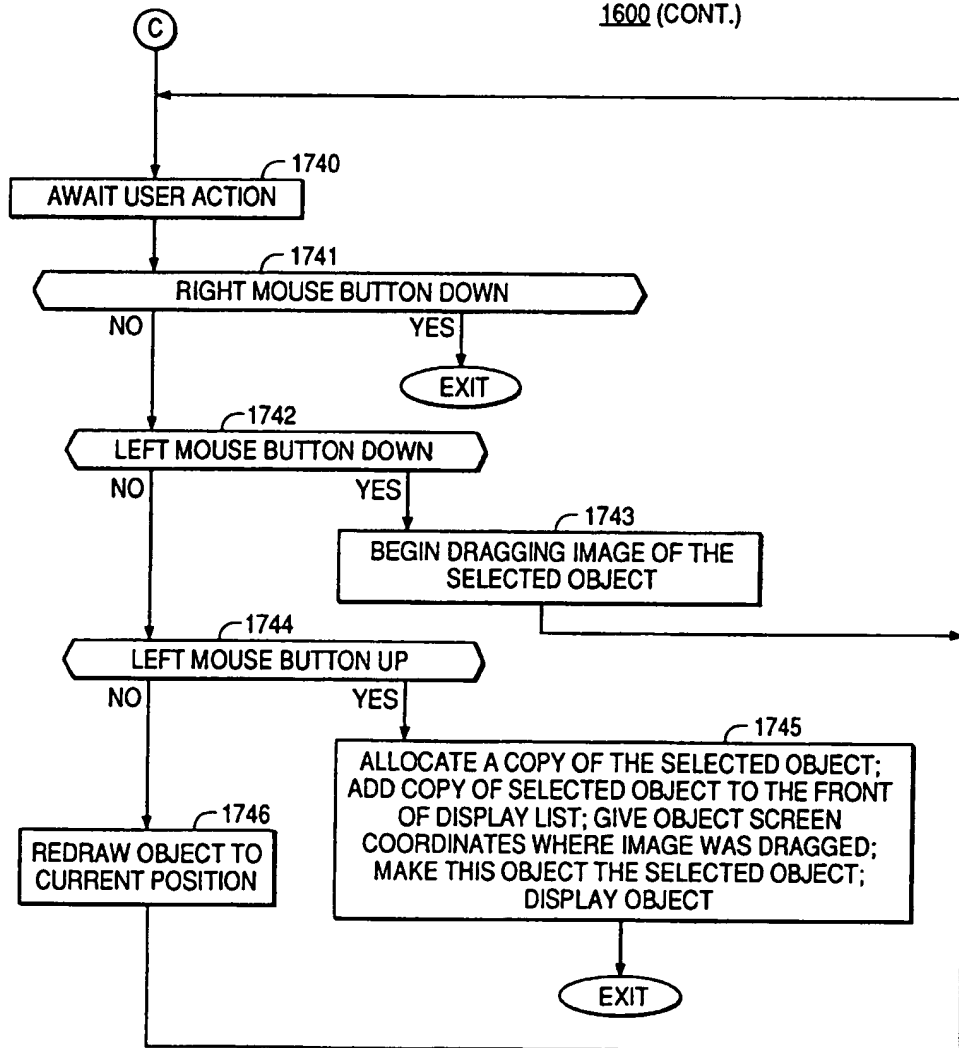 1600 (CONT.)
C
1740
AWAIT USER ACTION
1741
RIGHT MOUSE BUTTON DOWN
NO
YES
EXIT
1742
LEFT MOUSE BUTTON DOWN
NO
YES
1743
BEGIN DRAGGING IMAGE OF THE
SELECTED OBJECT
1744
LEFT MOUSE BUTTON UP
NO
YES
1745
ALLOCATE A COPY OF THE SELECTED OBJECT;
ADD COPY OF SELECTED OBJECT TO THE FRONT
OF DISPLAY LIST; GIVE OBJECT SCREEN
COORDINATES WHERE IMAGE WAS DRAGGED;
MAKE THIS OBJECT THE SELECTED OBJECT;
DISPLAY OBJECT
1746
REDRAW OBJECT TO
CURRENT POSITION
EXIT